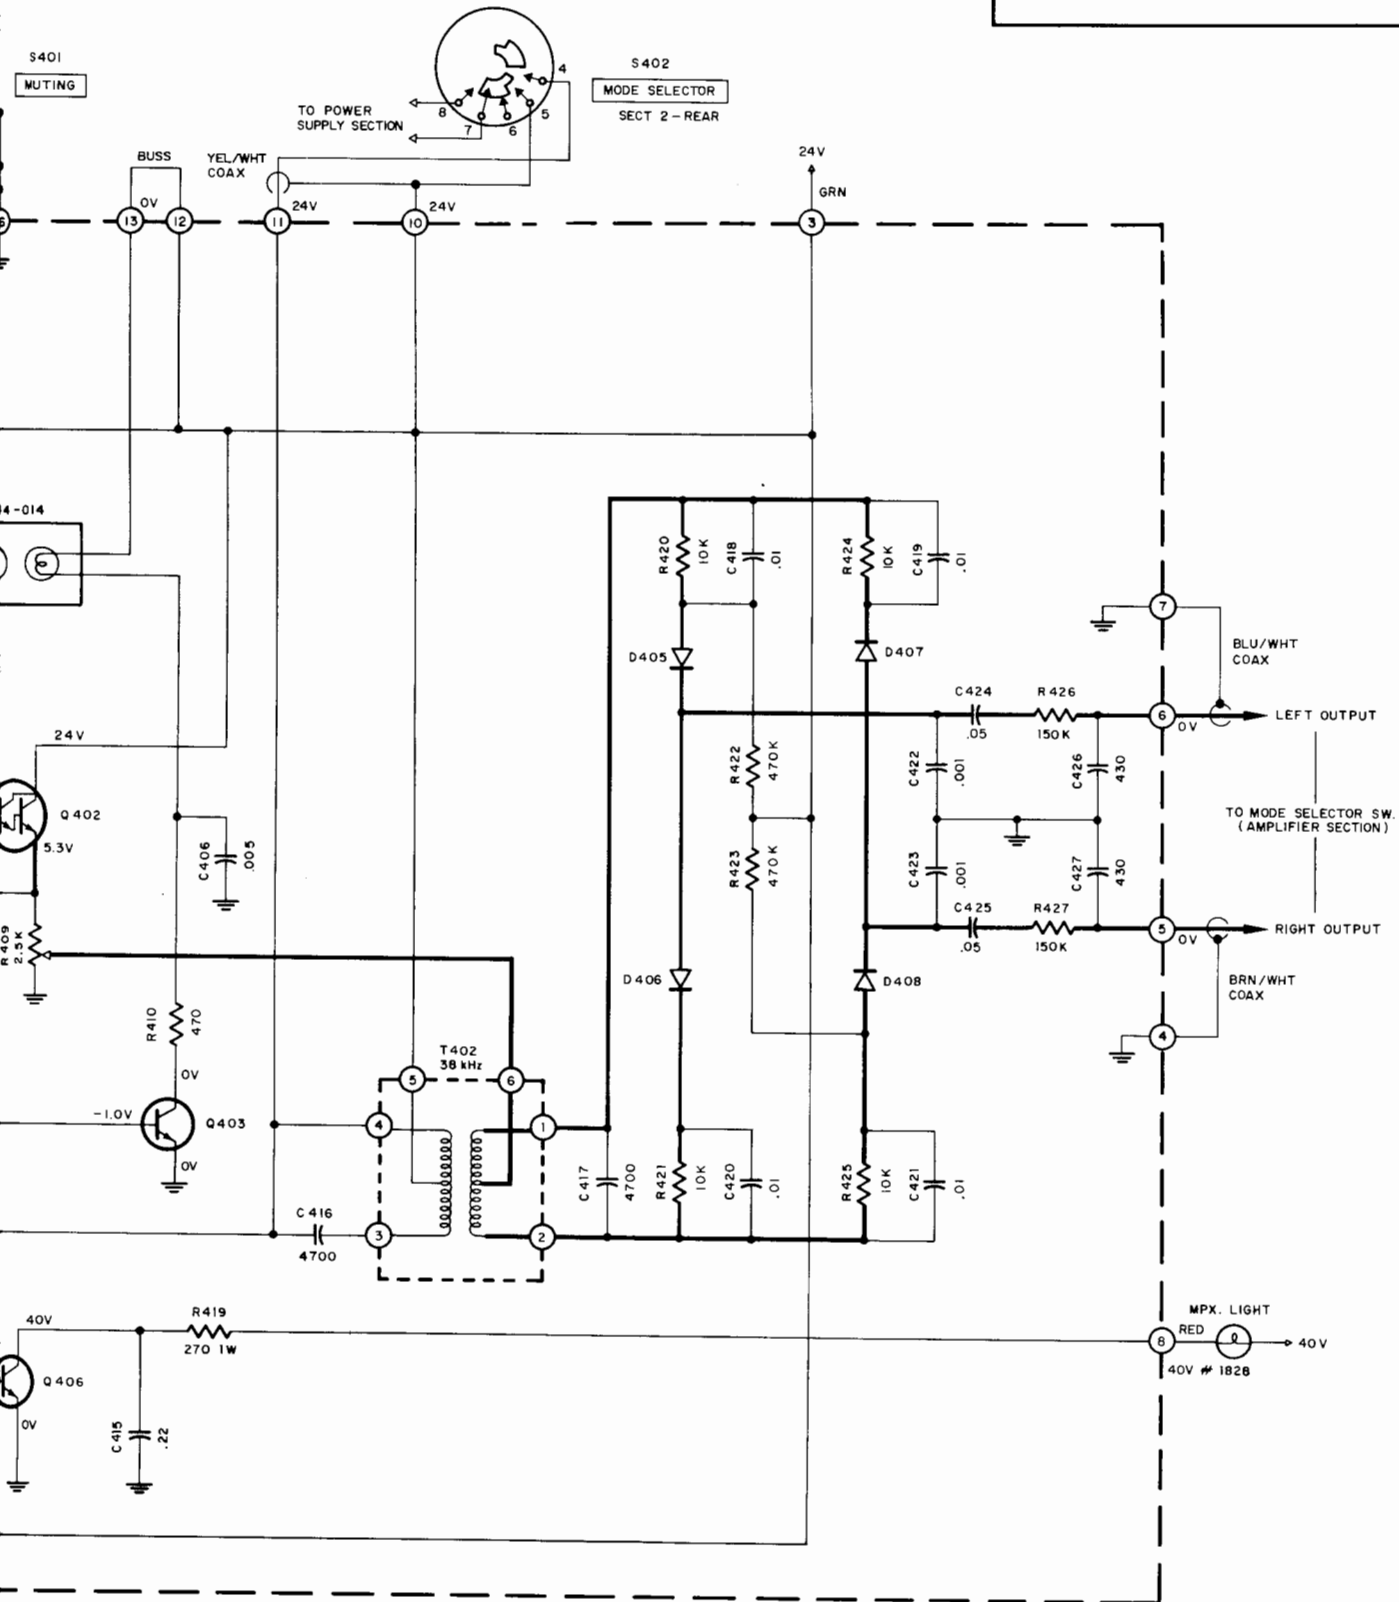 S401
MUTING
S402
MODE SELECTOR
SECT 2-REAR
4
5
6
7
8
TO POWER
SUPPLY SECTION
BUSS
YEL/WHT
COAX
24V
GRN
0V
24V
24V
13
12
11
10
3
4-014
R420
10K
C418
.01
R424
10K
C419
.01
D405
D407
7
BLU/WHT
COAX
C424
.05
R426
150K
6
0V
LEFT OUTPUT
R422
470K
C422
.001
C426
430
TO MODE SELECTOR SW.
(AMPLIFIER SECTION)
R423
470K
C423
.001
C427
430
C425
.05
R427
150K
5
0V
RIGHT OUTPUT
BRN/WHT
COAX
4
24V
Q402
5.3V
C406
.005
R409
2.5K
D406
D408
R410
470
0V
-1.0V
Q403
0V
T402
38 kHz
5
6
4
1
3
2
C416
4700
C417
4700
R421
10K
C420
.01
R425
10K
C421
.01
40V
R419
270 1W
MPX. LIGHT
8
RED
40V
40V # 1828
Q406
0V
C415
.22